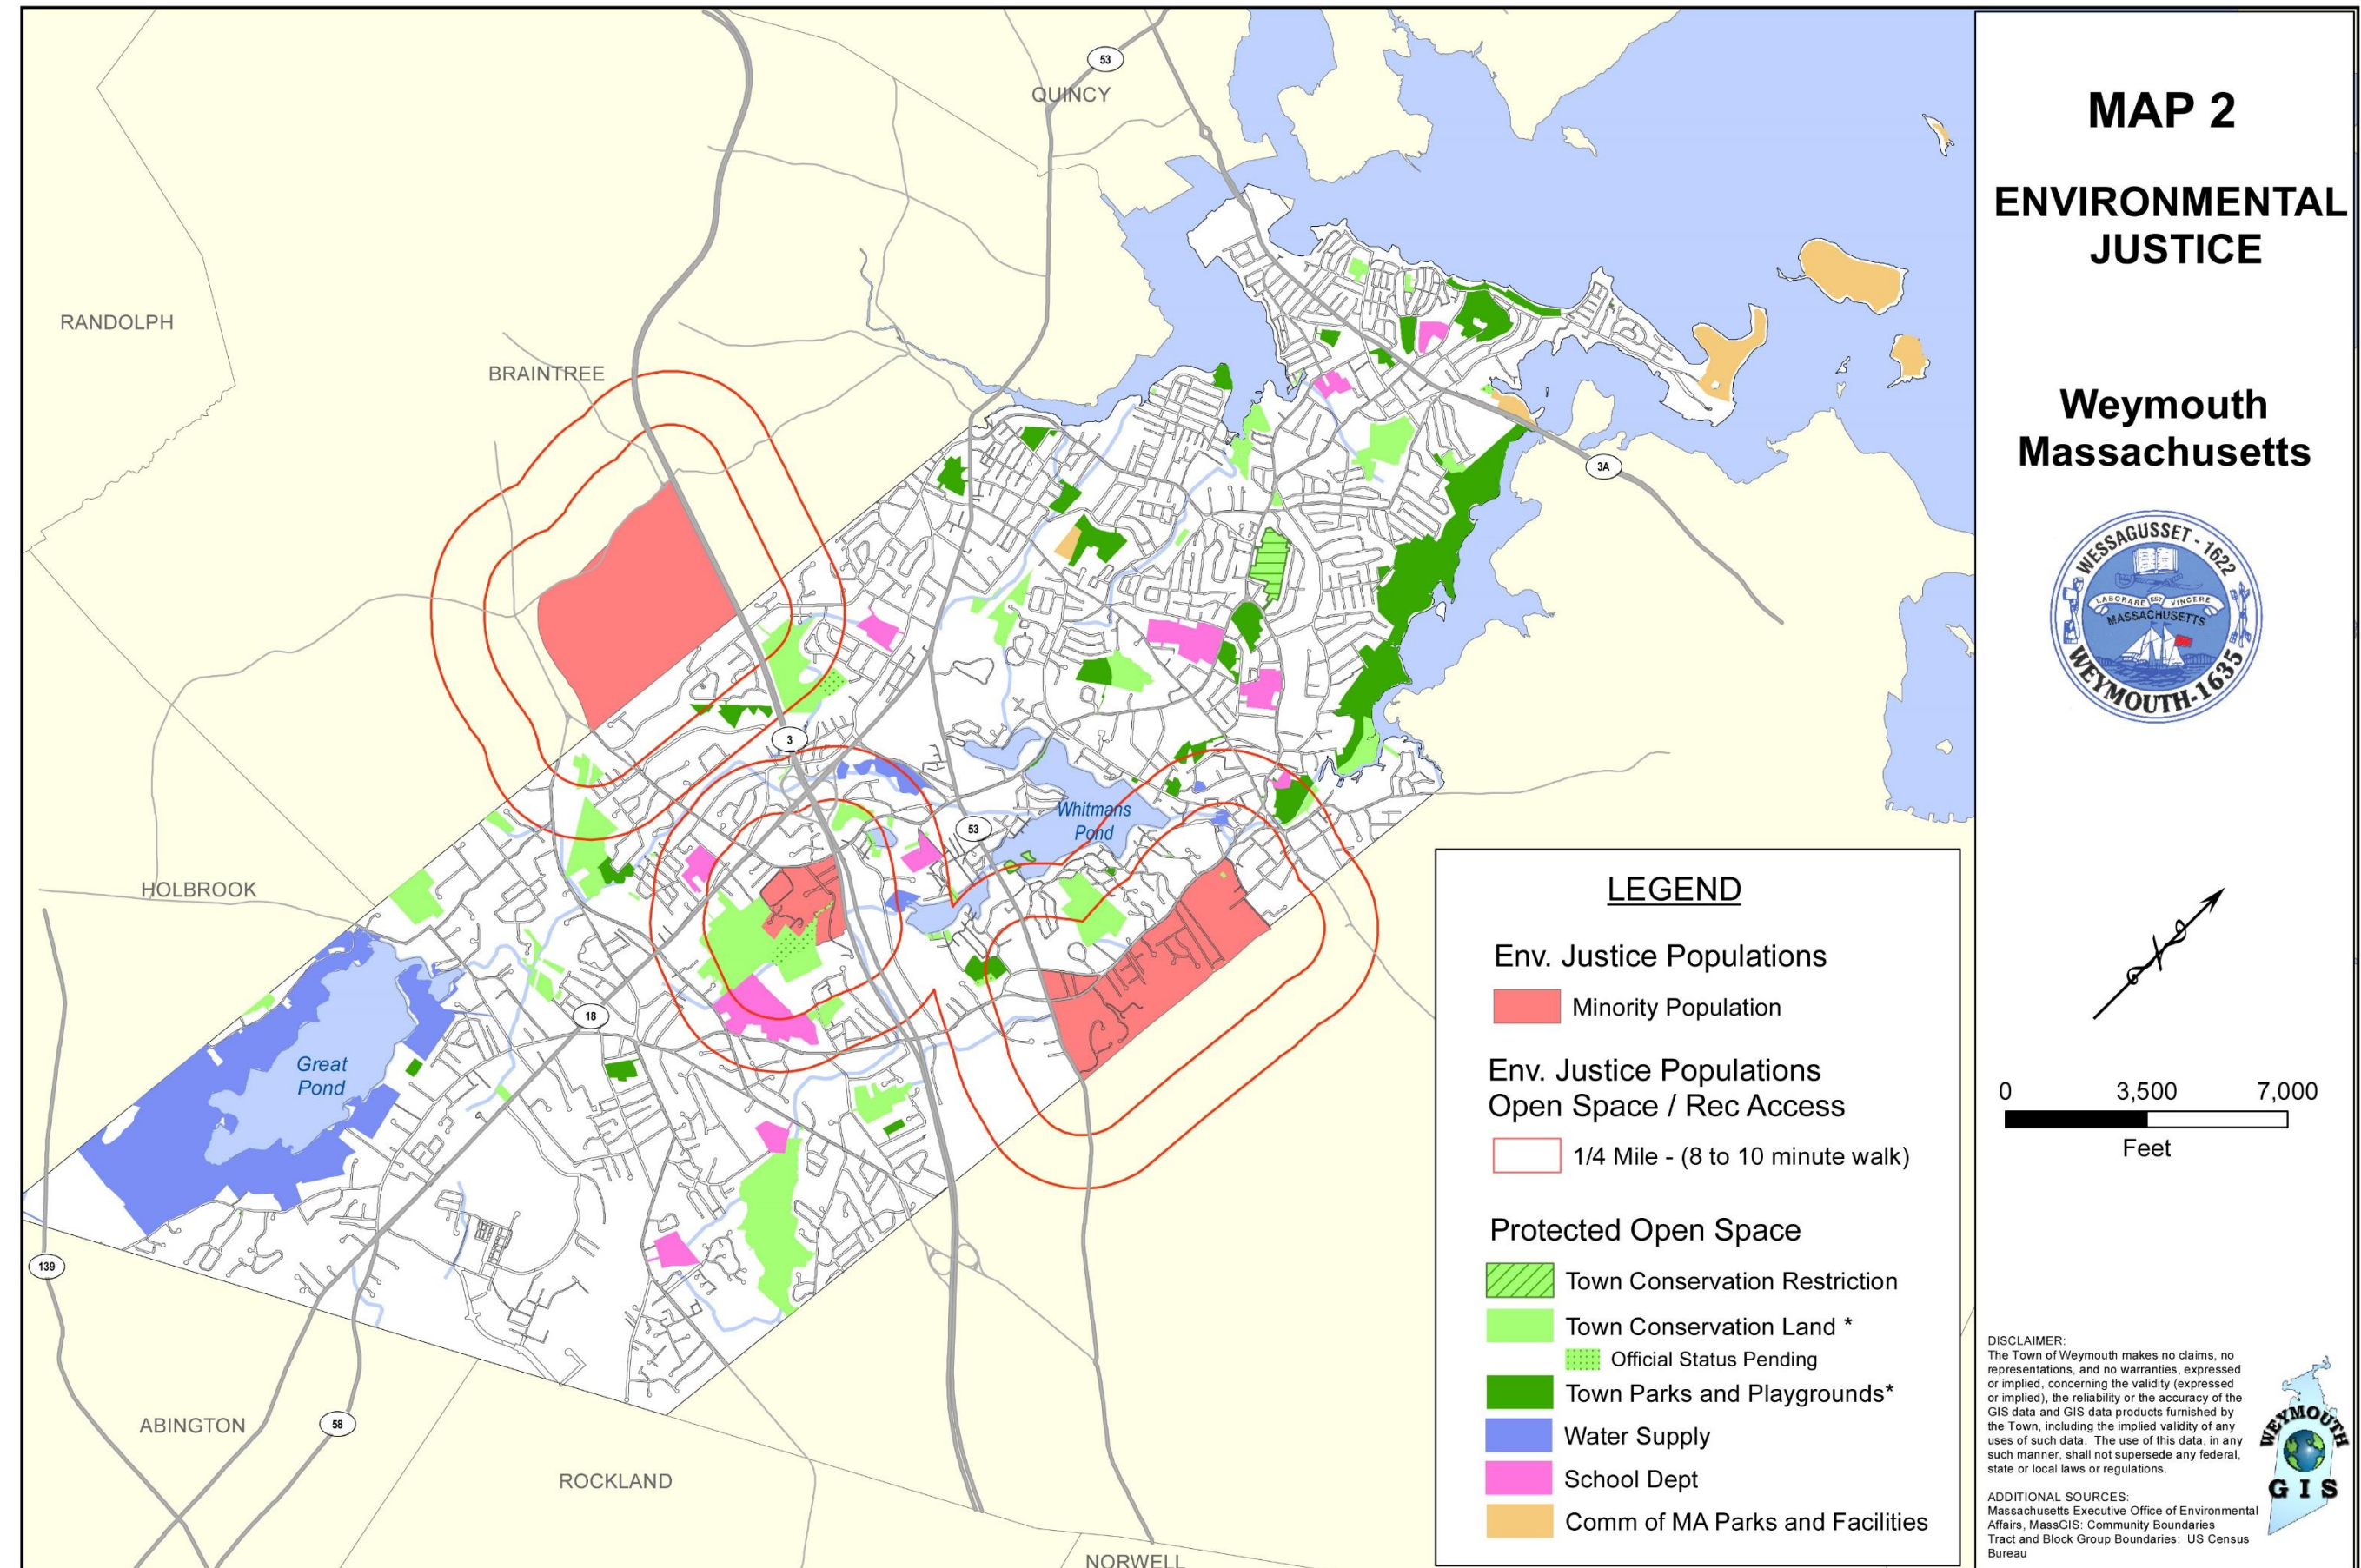 MAP 2
ENVIRONMENTAL
JUSTICE
Weymouth
Massachusetts
WESSAGUSSET - 1622
LABORARE EST VINCERE
MASSACHUSETTS
WEYMOUTH-1635
0 3,500 7,000
Feet
DISCLAIMER:
The Town of Weymouth makes no claims, no
representations, and no warranties, expressed
or implied, concerning the validity (expressed
or implied), the reliability or the accuracy of the
GIS data and GIS data products furnished by
the Town, including the implied validity of any
uses of such data. The use of this data, in any
such manner, shall not supersede any federal,
state or local laws or regulations.
ADDITIONAL SOURCES:
Massachusetts Executive Office of Environmental
Affairs, MassGIS: Community Boundaries
Tract and Block Group Boundaries: US Census
Bureau
WEYMOUTH
GIS
53
QUINCY
RANDOLPH
BRAINTREE
3A
3
Whitmans
Pond
53
HOLBROOK
18
Great
Pond
139
ABINGTON
58
ROCKLAND
NORWELL
LEGEND
Env. Justice Populations
Minority Population
Env. Justice Populations
Open Space / Rec Access
1/4 Mile - (8 to 10 minute walk)
Protected Open Space
Town Conservation Restriction
Town Conservation Land *
Official Status Pending
Town Parks and Playgrounds*
Water Supply
School Dept
Comm of MA Parks and Facilities